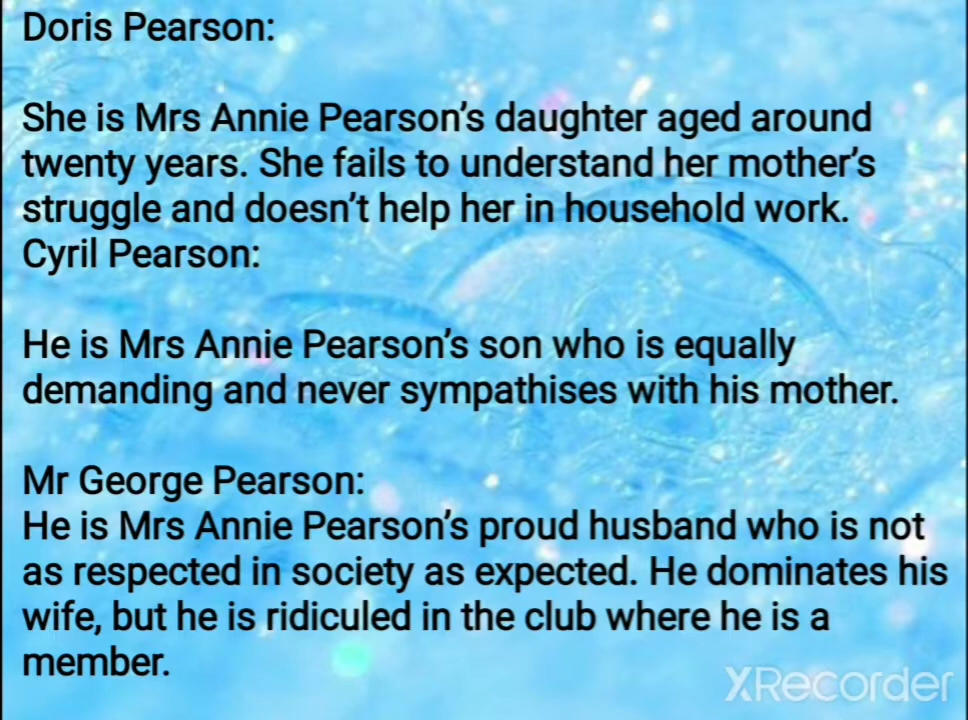 Doris Pearson:
She is Mrs Annie Pearson's daughter aged around
twenty years. She fails to understand her mother's
struggle and doesn't help her in household work.
Cyril Pearson:
He is Mrs Annie Pearson's son who is equally
demanding and never sympathises with his mother.
Mr George Pearson:
He is Mrs Annie Pearson's proud husband who is not
as respected in society as expected. He dominates his
wife, but he is ridiculed in the club where he is a
member.
XRecorder